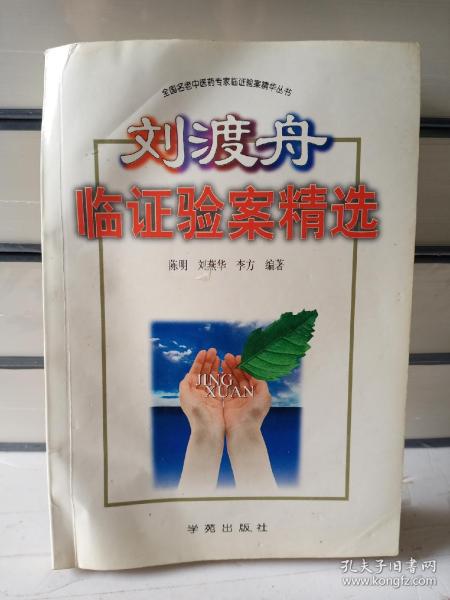 全国名老中医药专家临证验案精华丛书
刘渡舟
临证验案精选
陈明 刘燕华 李方 编著
JING
XUAN
学苑出版社
孔夫子旧书网
www.kongfz.com